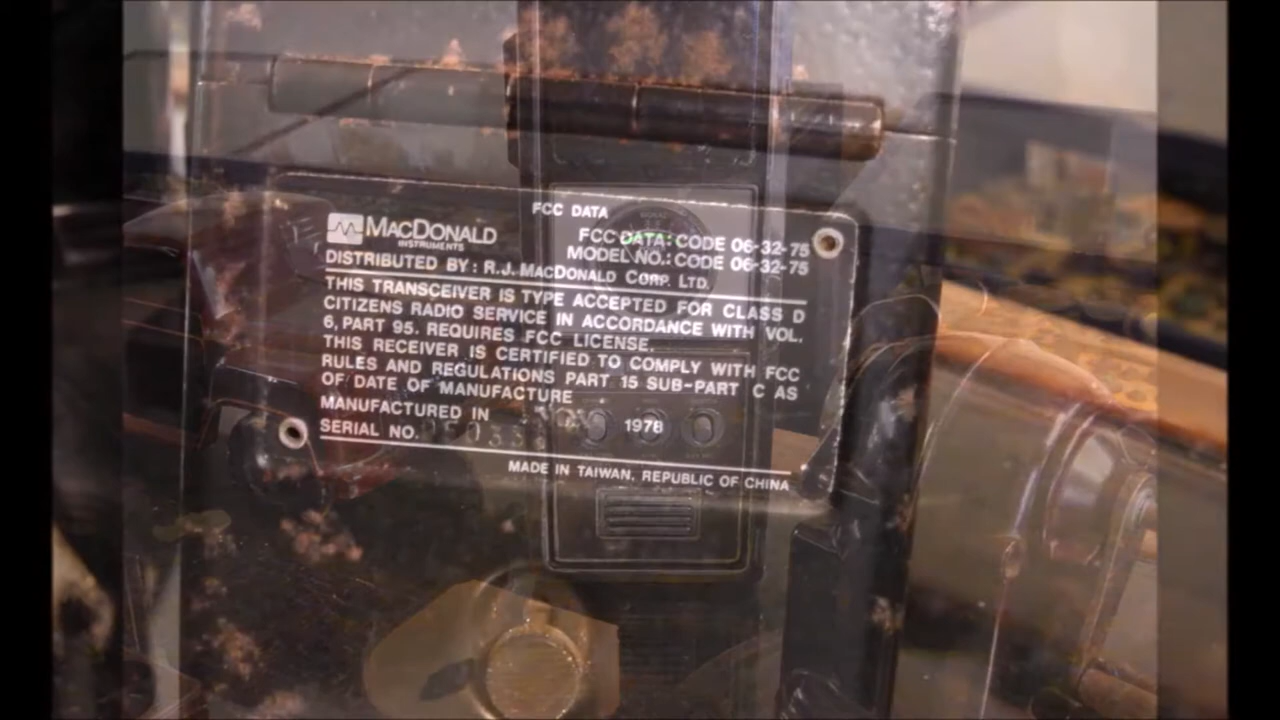 FCC DATA
MACDONALD
INSTRUMENTS
FCC DATA: CODE 06-32-75
MODEL NO.: CODE 06-32-75
DISTRIBUTED BY: R.J. MACDONALD CORP. LTD.
THIS TRANSCEIVER IS TYPE ACCEPTED FOR CLASS D
CITIZENS RADIO SERVICE IN ACCORDANCE WITH VOL.
6, PART 95. REQUIRES FCC LICENSE.
THIS RECEIVER IS CERTIFIED TO COMPLY WITH FCC
RULES AND REGULATIONS PART 15 SUB-PART C AS
OF DATE OF MANUFACTURE
MANUFACTURED IN 1978
SERIAL NO.
MADE IN TAIWAN, REPUBLIC OF CHINA